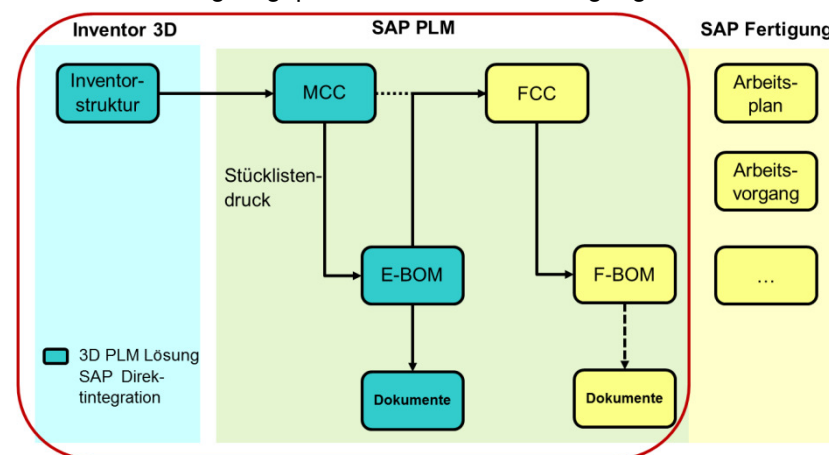 Inventor 3D
SAP PLM
SAP Fertigung
Inventor-
struktur
MCC
FCC
Arbeits-
plan
Stücklisten-
druck
Arbeits-
vorgang
E-BOM
F-BOM
...
3D PLM Lösung
SAP Direk-
tintegration
Dokumente
Dokumente